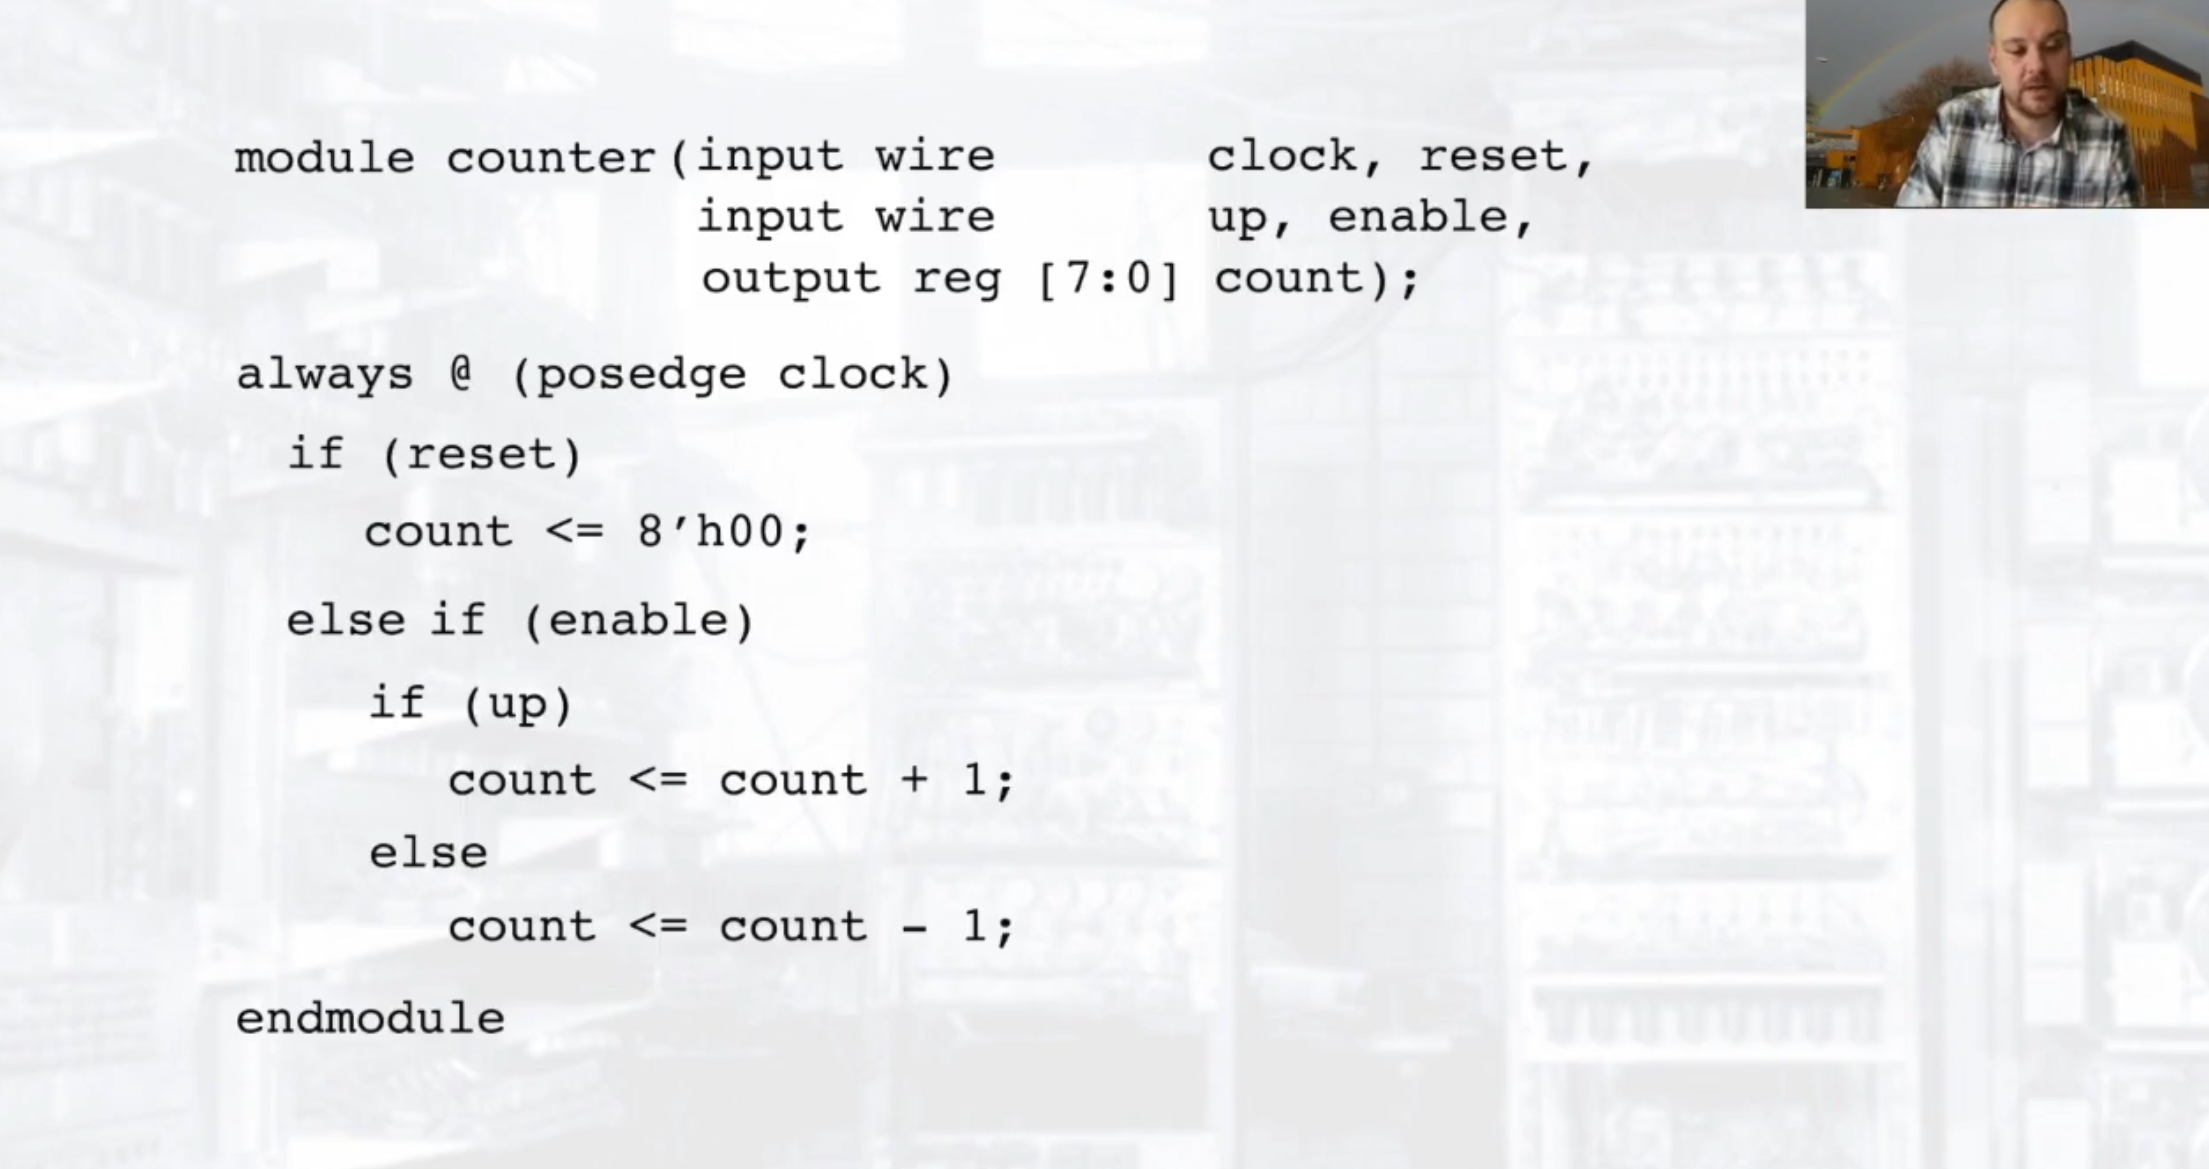 module counter(input wire clock, reset,
input wire up, enable,
output reg [7:0] count);
always @ (posedge clock)
if (reset)
count <= 8′h00;
else if (enable)
if (up)
count <= count + 1;
else
count <= count - 1;
endmodule